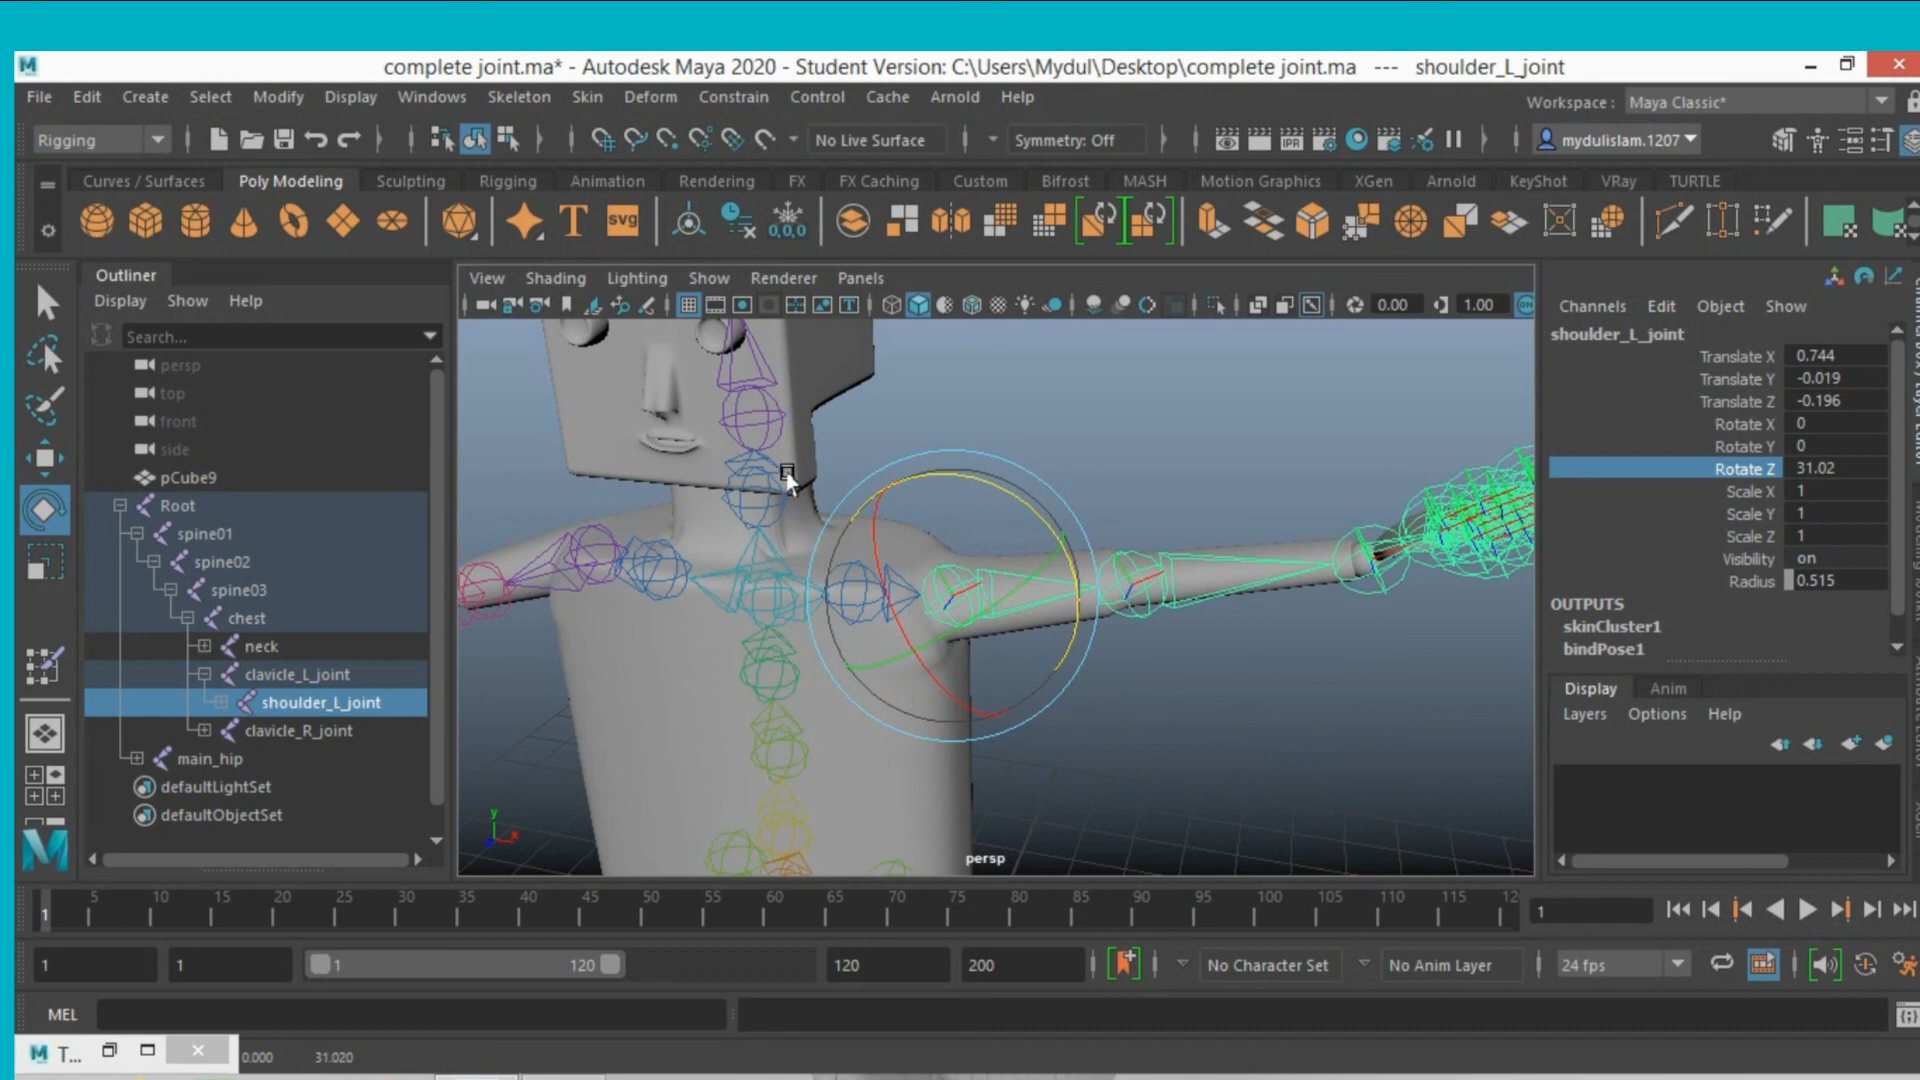 complete joint.ma* - Autodesk Maya 2020 - Student Version: C:\Users\Mydul\Desktop\complete joint.ma --- shoulder_L_joint
File Edit Create Select Modify Display Windows Skeleton Skin Deform Constrain Control Cache Arnold Help
Workspace : Maya Classic*
Rigging No Live Surface Symmetry: Off IPR mydulislam.1207
Curves / Surfaces Poly Modeling Sculpting Rigging Animation Rendering FX FX Caching Custom Bifrost MASH Motion Graphics XGen Arnold KeyShot VRay TURTLE
T svg 0,0,0
Outliner
Display Show Help
Search...
persp
top
front
side
pCube9
Root
spine01
spine02
spine03
chest
neck
clavicle_L_joint
shoulder_L_joint
clavicle_R_joint
main_hip
defaultLightSet
defaultObjectSet
View Shading Lighting Show Renderer Panels
0.00 1.00 ON
y
x
persp
Channels Edit Object Show
shoulder_L_joint
Translate X 0.744
Translate Y -0.019
Translate Z -0.196
Rotate X 0
Rotate Y 0
Rotate Z 31.02
Scale X 1
Scale Y 1
Scale Z 1
Visibility on
Radius 0.515
OUTPUTS
skinCluster1
bindPose1
Display Anim
Layers Options Help
1 5 10 15 20 25 30 35 40 45 50 55 60 65 70 75 80 85 90 95 100 105 110 115 12
1
1 1 1 120 120 200 No Character Set No Anim Layer 24 fps
MEL
T... 0.000 31.020